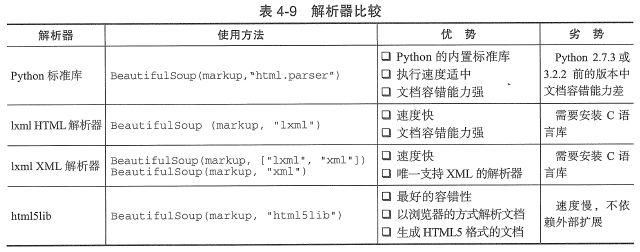 表 4-9 解析器比较
解析器 使用方法 优 势 劣 势
Python 标准库
BeautifulSoup(markup,"html.parser")
❑ Python 的内置标准库
❑ 执行速度适中
❑ 文档容错能力强
Python 2.7.3 或
3.2.2 前的版本中
文档容错能力差
lxml HTML 解析器
BeautifulSoup (markup, "lxml")
❑ 速度快
❑ 文档容错能力强
需要安装 C 语
言库
lxml XML 解析器
BeautifulSoup(markup, ["lxml", "xml"])
BeautifulSoup(markup, "xml")
❑ 速度快
❑ 唯一支持 XML 的解析器
需要安装 C 语
言库
html5lib
BeautifulSoup(markup, "html5lib")
❑ 最好的容错性
❑ 以浏览器的方式解析文档
❑ 生成 HTML5 格式的文档
速度慢，不依
赖外部扩展